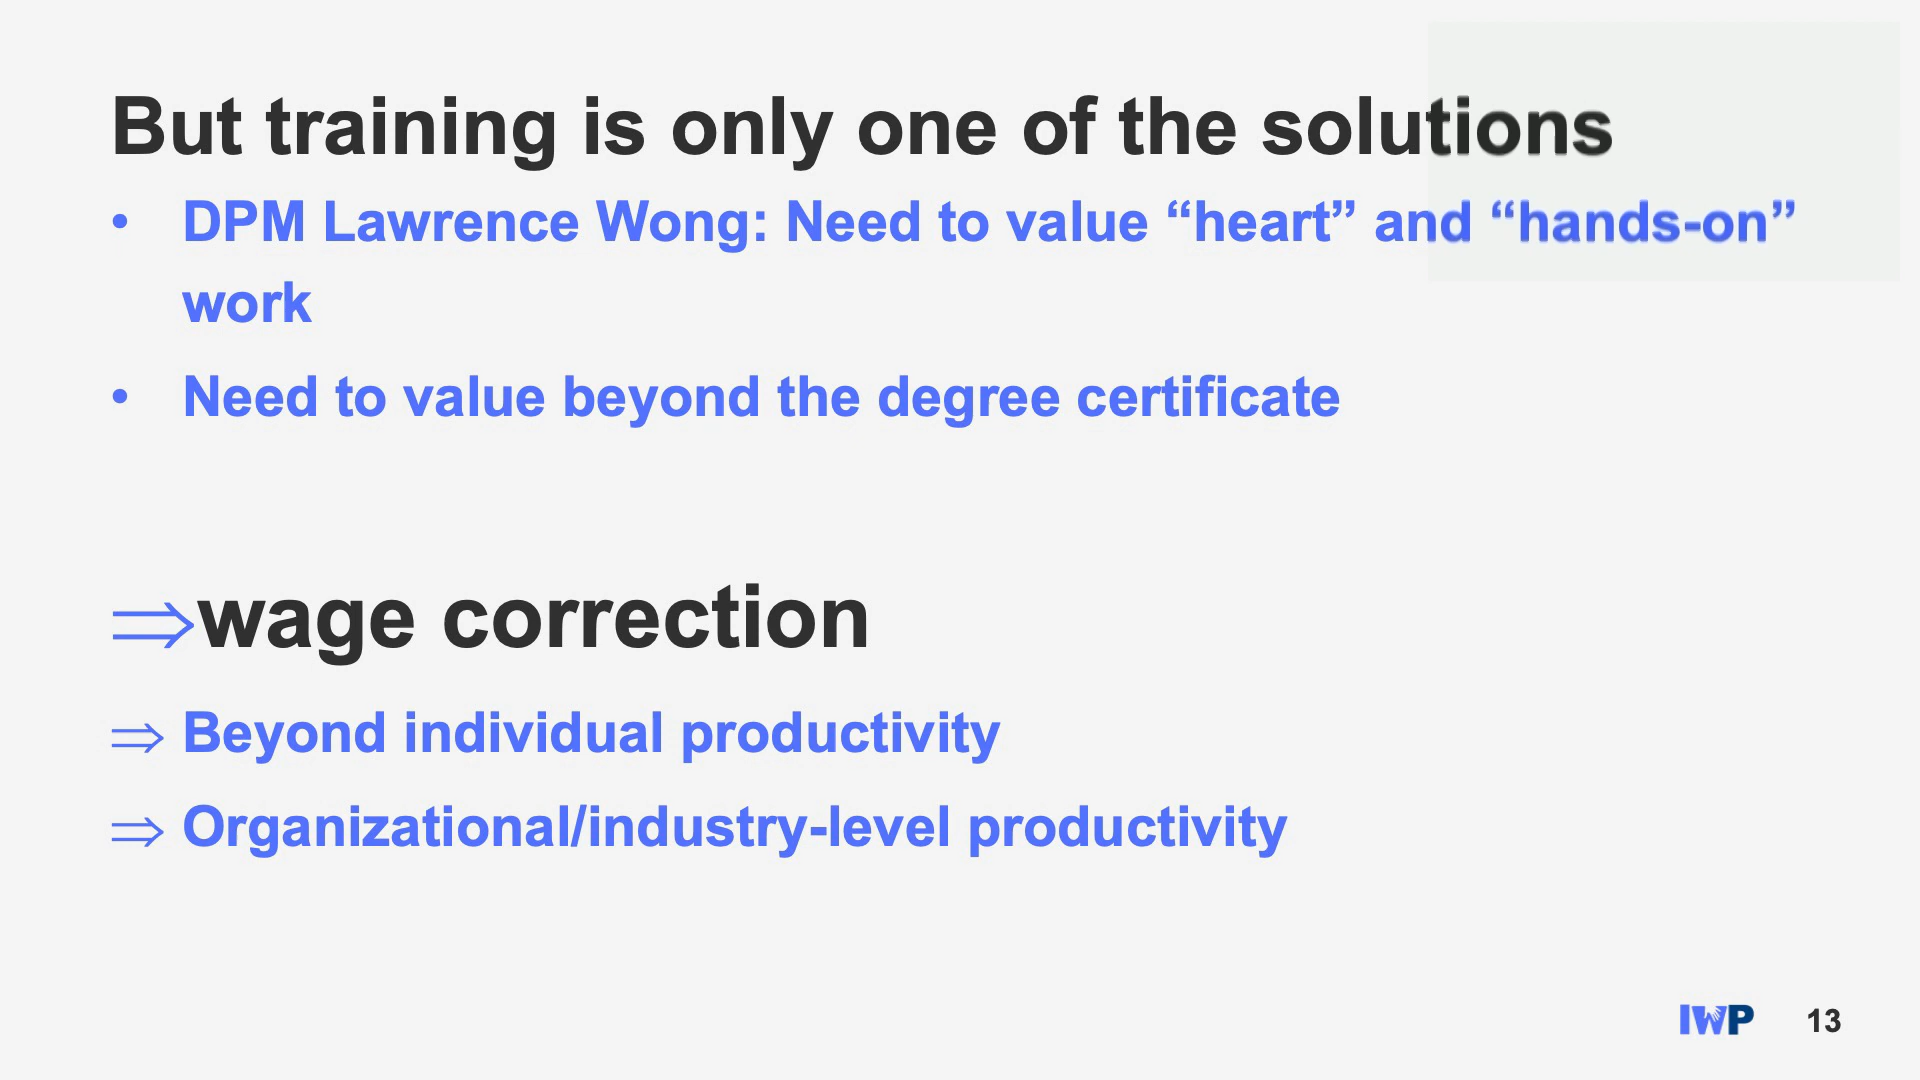 But training is only one of the solutions
• DPM Lawrence Wong: Need to value “heart” and “hands-on”
work
• Need to value beyond the degree certificate
⇒wage correction
⇒ Beyond individual productivity
⇒ Organizational/industry-level productivity
IWP 13